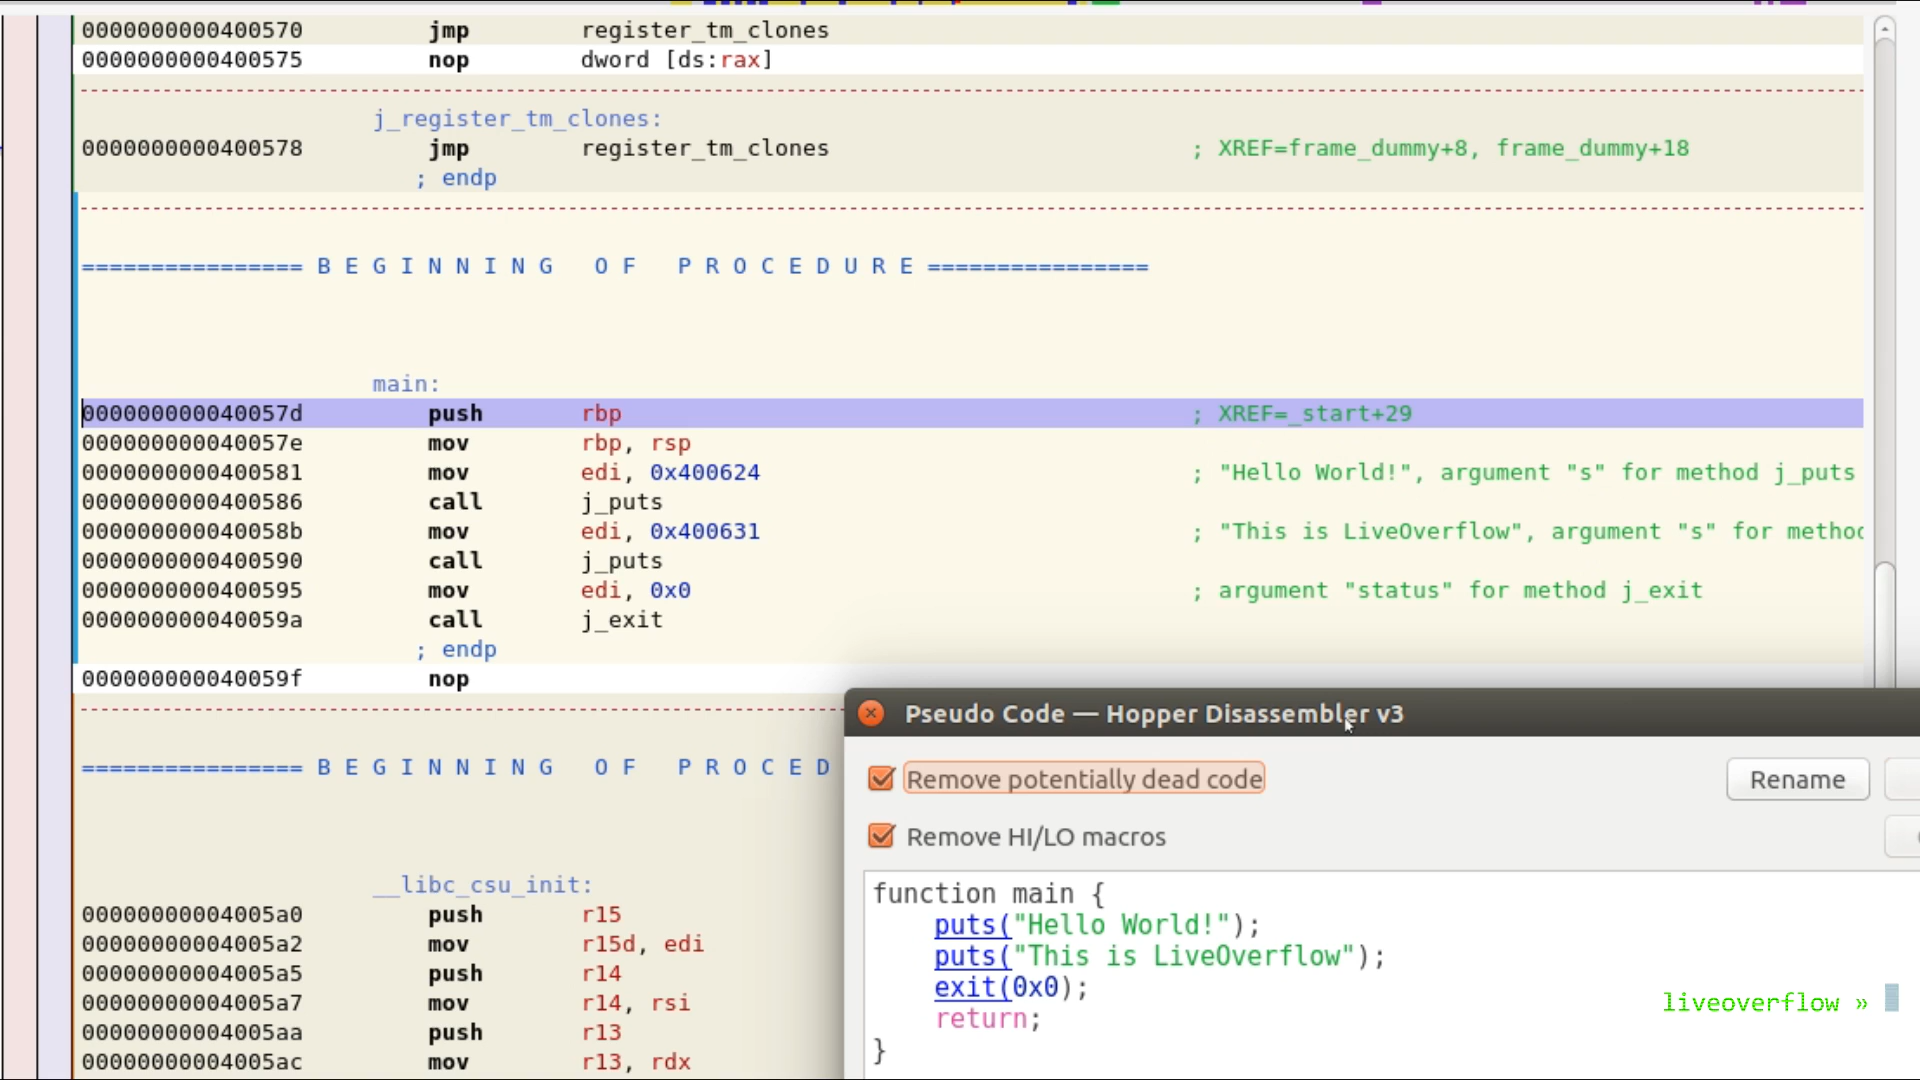 0000000000400570 jmp register_tm_clones
0000000000400575 nop dword [ds:rax]
j_register_tm_clones:
0000000000400578 jmp register_tm_clones ; XREF=frame_dummy+8, frame_dummy+18
; endp
================ B E G I N N I N G   O F   P R O C E D U R E ================
main:
000000000040057d push rbp ; XREF=_start+29
000000000040057e mov rbp, rsp
0000000000400581 mov edi, 0x400624 ; "Hello World!", argument "s" for method j_puts
0000000000400586 call j_puts
000000000040058b mov edi, 0x400631 ; "This is LiveOverflow", argument "s" for method
0000000000400590 call j_puts
0000000000400595 mov edi, 0x0 ; argument "status" for method j_exit
000000000040059a call j_exit
; endp
000000000040059f nop
================ B E G I N N I N G   O F   P R O C E D
__libc_csu_init:
00000000004005a0 push r15
00000000004005a2 mov r15d, edi
00000000004005a5 push r14
00000000004005a7 mov r14, rsi
00000000004005aa push r13
00000000004005ac mov r13, rdx
Pseudo Code — Hopper Disassembler v3
Remove potentially dead code
Rename
Remove HI/LO macros
function main {
puts("Hello World!");
puts("This is LiveOverflow");
exit(0x0);
return;
}
liveoverflow »